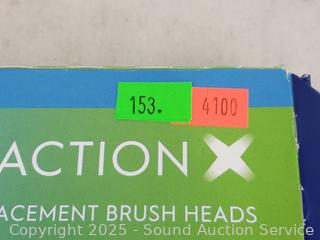 153. 4100
ACTION X
ACEMENT BRUSH HEADS
Copyright 2025 - Sound Auction Service